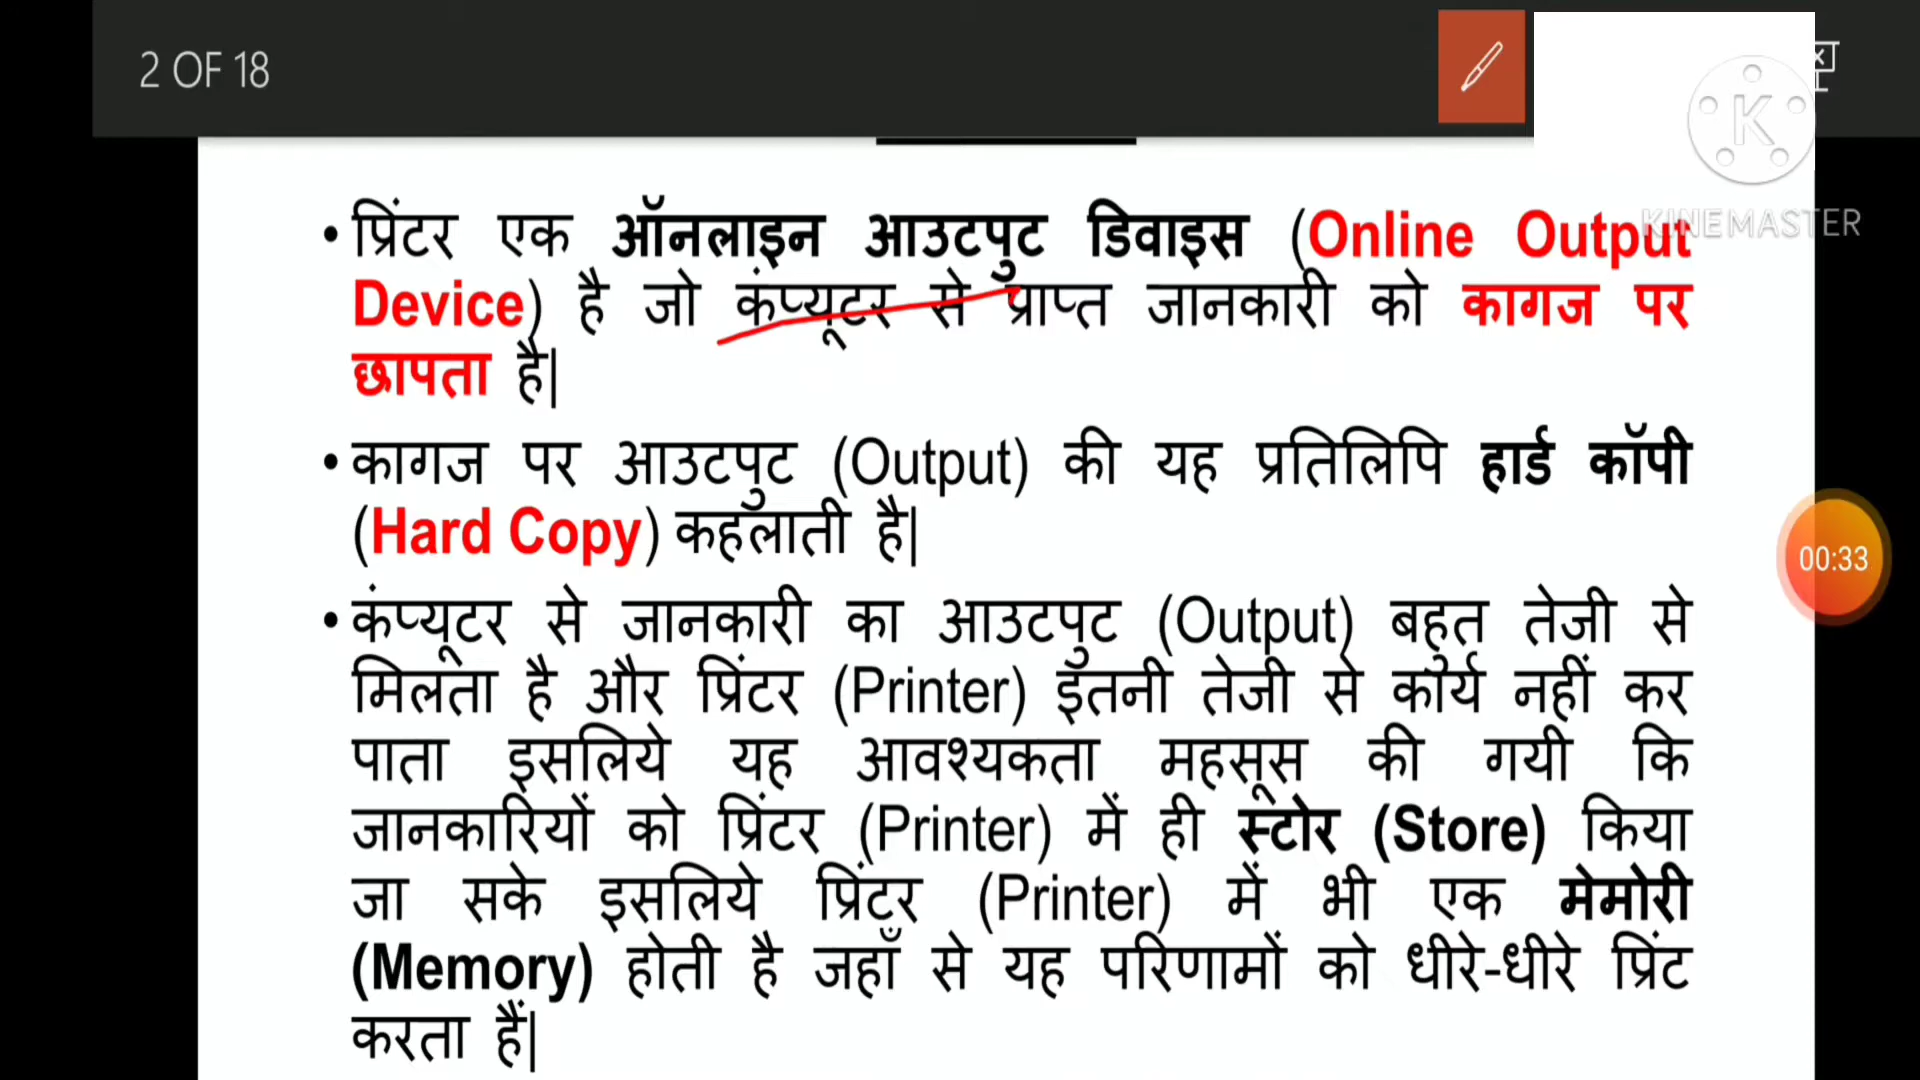 2 OF 18
K
KINEMASTER
• प्रिंटर एक ऑनलाइन आउटपुट डिवाइस (Online Output
Device) है जो कंप्यूटर से प्राप्त जानकारी को कागज पर
छापता है|
• कागज पर आउटपुट (Output) की यह प्रतिलिपि हार्ड कॉपी
(Hard Copy) कहलाती है|
00:33
• कंप्यूटर से जानकारी का आउटपुट (Output) बहुत तेजी से
मिलता है और प्रिंटर (Printer) इतनी तेजी से कार्य नहीं कर
पाता इसलिये यह आवश्यकता महसूस की गयी कि
जानकारियों को प्रिंटर (Printer) में ही स्टोर (Store) किया
जा सके इसलिये प्रिंटर (Printer) में भी एक मेमोरी
(Memory) होती है जहाँ से यह परिणामों को धीरे-धीरे प्रिंट
करता हैं|